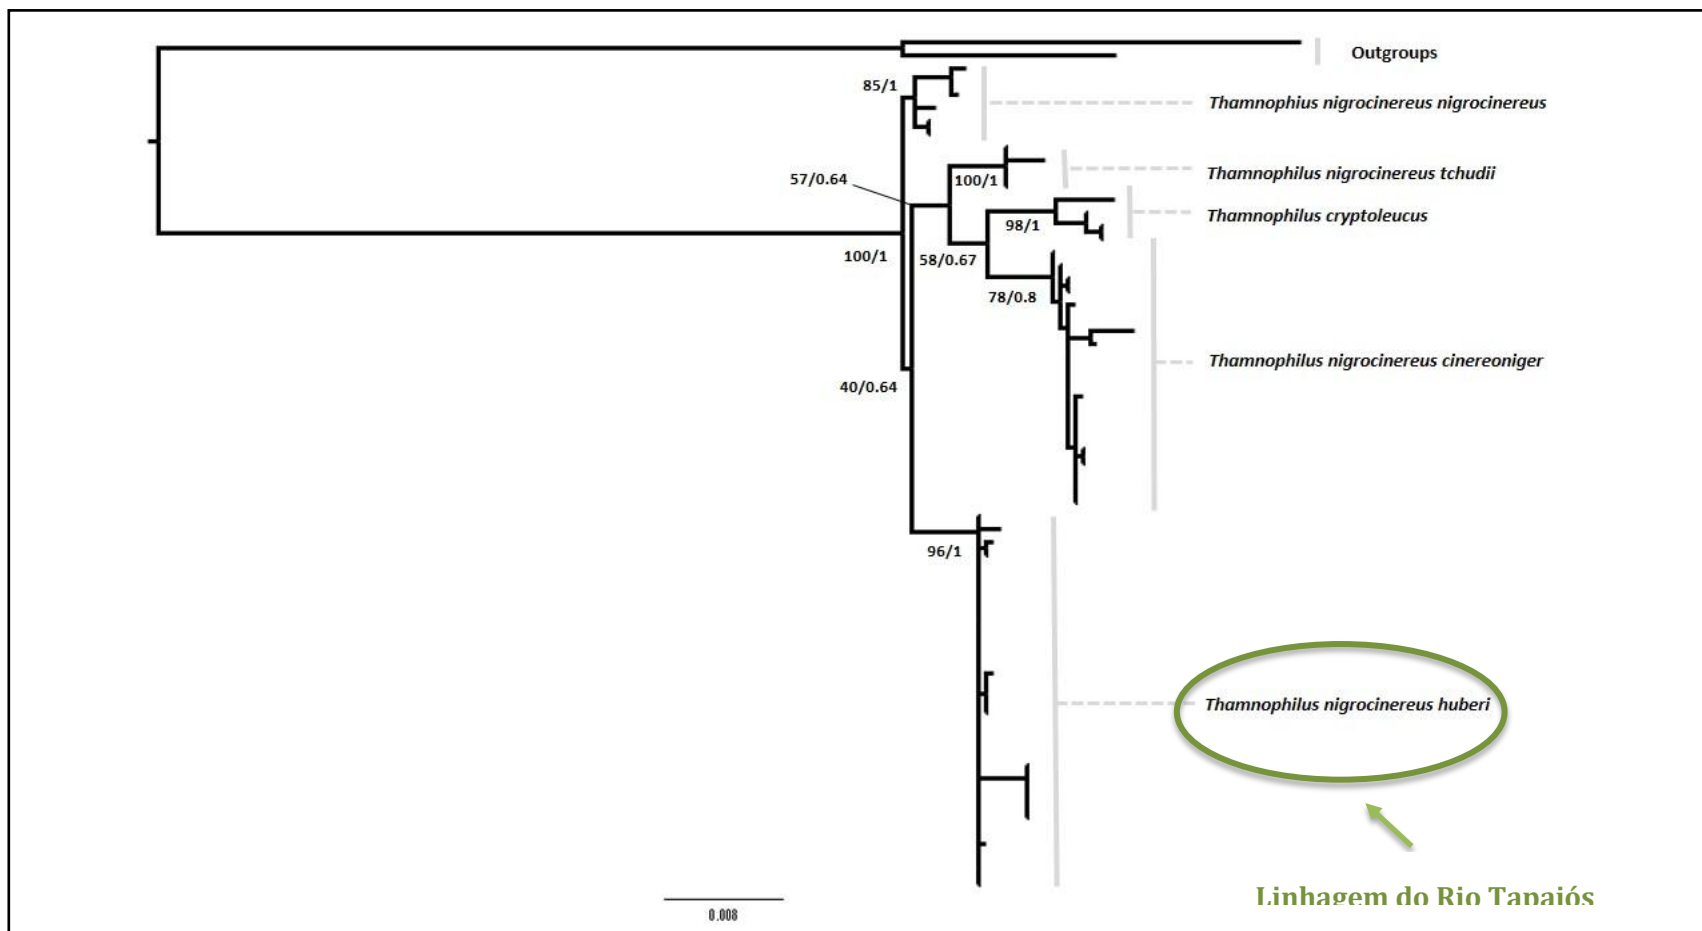 Outgroups
85/1
Thamnophius nigrocinereus nigrocinereus
57/0.64
100/1
Thamnophilus nigrocinereus tchudii
Thamnophilus cryptoleucus
98/1
100/1
58/0.67
78/0.8
Thamnophilus nigrocinereus cinereoniger
40/0.64
96/1
Thamnophilus nigrocinereus huberi
Linhagem do Rio Tapajós
0.008